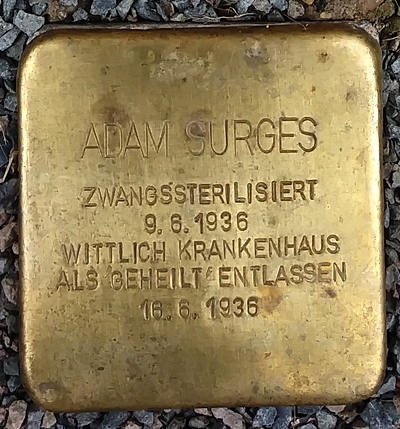 ADAM SURGES
ZWANGSSTERILISIERT
9.6.1936
WITTLICH KRANKENHAUS
ALS 'GEHEILT' ENTLASSEN
16.6.1936